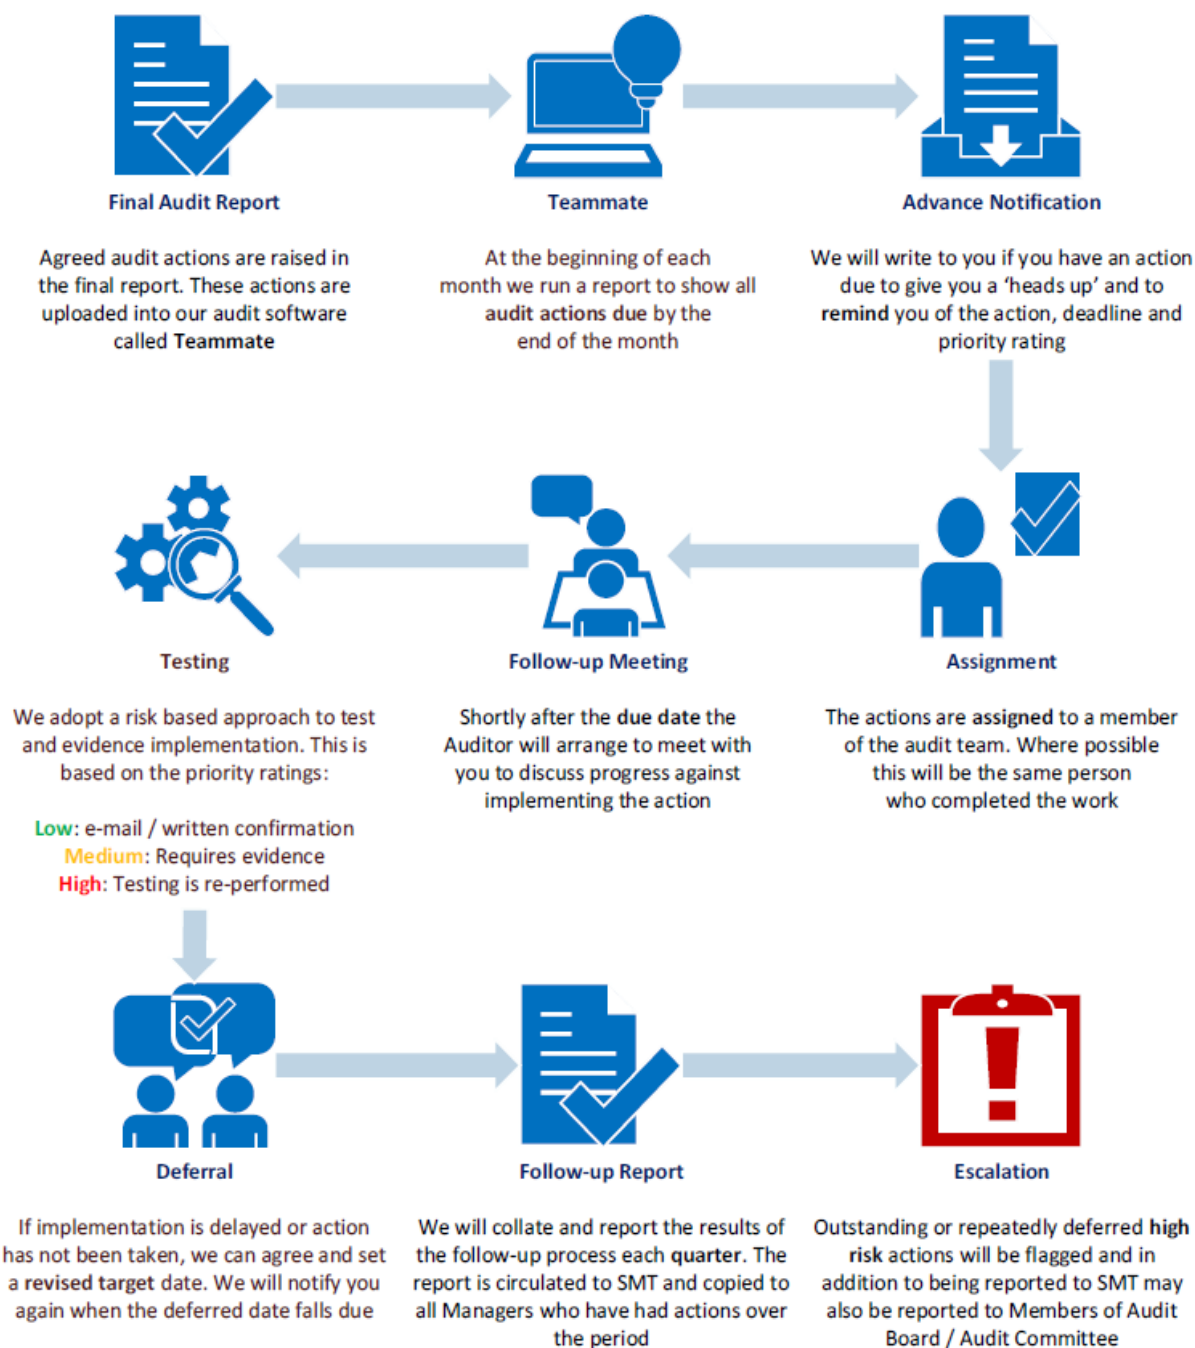 Final Audit Report
Agreed audit actions are raised in
the final report. These actions are
uploaded into our audit software
called Teammate
Teammate
At the beginning of each
month we run a report to show all
audit actions due by the
end of the month
Advance Notification
We will write to you if you have an action
due to give you a ‘heads up’ and to
remind you of the action, deadline and
priority rating
Testing
We adopt a risk based approach to test
and evidence implementation. This is
based on the priority ratings:
Low: e-mail / written confirmation
Medium: Requires evidence
High: Testing is re-performed
Follow-up Meeting
Shortly after the due date the
Auditor will arrange to meet with
you to discuss progress against
implementing the action
Assignment
The actions are assigned to a member
of the audit team. Where possible
this will be the same person
who completed the work
Deferral
If implementation is delayed or action
has not been taken, we can agree and set
a revised target date. We will notify you
again when the deferred date falls due
Follow-up Report
We will collate and report the results of
the follow-up process each quarter. The
report is circulated to SMT and copied to
all Managers who have had actions over
the period
Escalation
Outstanding or repeatedly deferred high
risk actions will be flagged and in
addition to being reported to SMT may
also be reported to Members of Audit
Board / Audit Committee